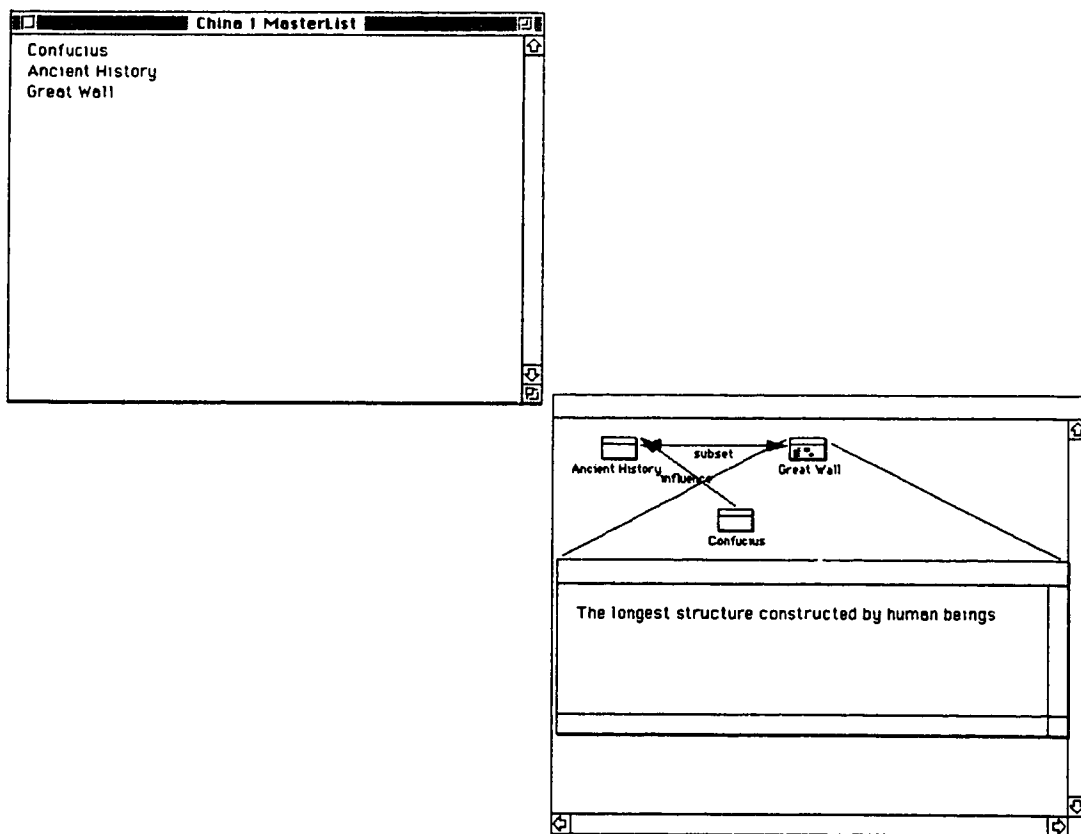 China 1 MasterList
Confucius
Ancient History
Great Wall
subset
Ancient History
Great Wall
influence
Confucius
The longest structure constructed by human beings